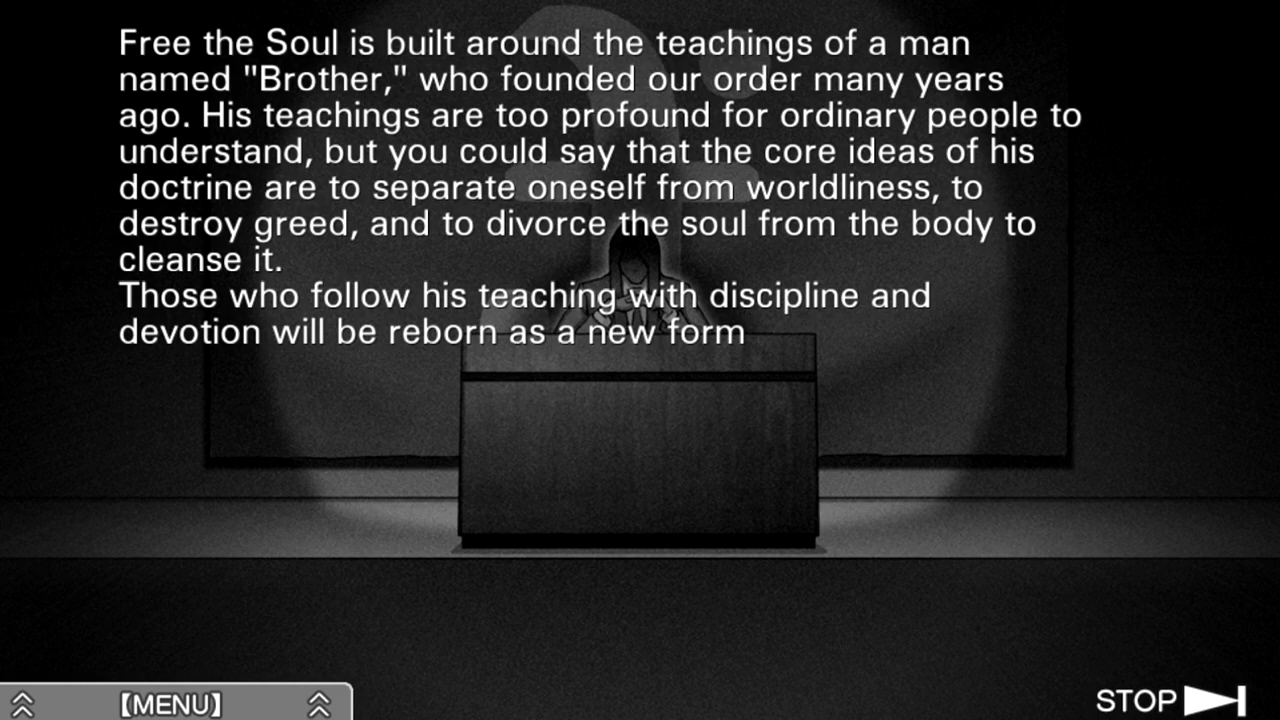 Free the Soul is built around the teachings of a man
named "Brother," who founded our order many years
ago. His teachings are too profound for ordinary people to
understand, but you could say that the core ideas of his
doctrine are to separate oneself from worldliness, to
destroy greed, and to divorce the soul from the body to
cleanse it.
Those who follow his teaching with discipline and
devotion will be reborn as a new form
【MENU】
STOP